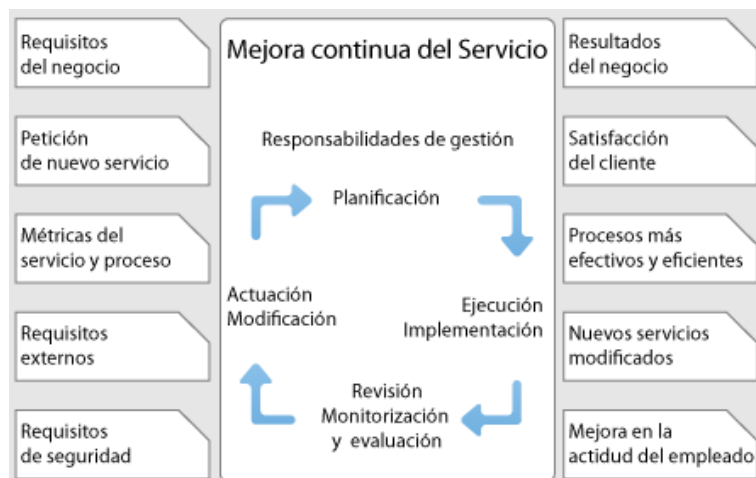 Requisitos
del negocio
Petición
de nuevo servicio
Métricas del
servicio y proceso
Requisitos
externos
Requisitos
de seguridad
Mejora continua del Servicio
Responsabilidades de gestión
Planificación
Ejecución
Implementación
Revisión
Monitorización
y evaluación
Actuación
Modificación
Resultados
del negocio
Satisfacción
del cliente
Procesos más
efectivos y eficientes
Nuevos servicios
modificados
Mejora en la
actidud del empleado